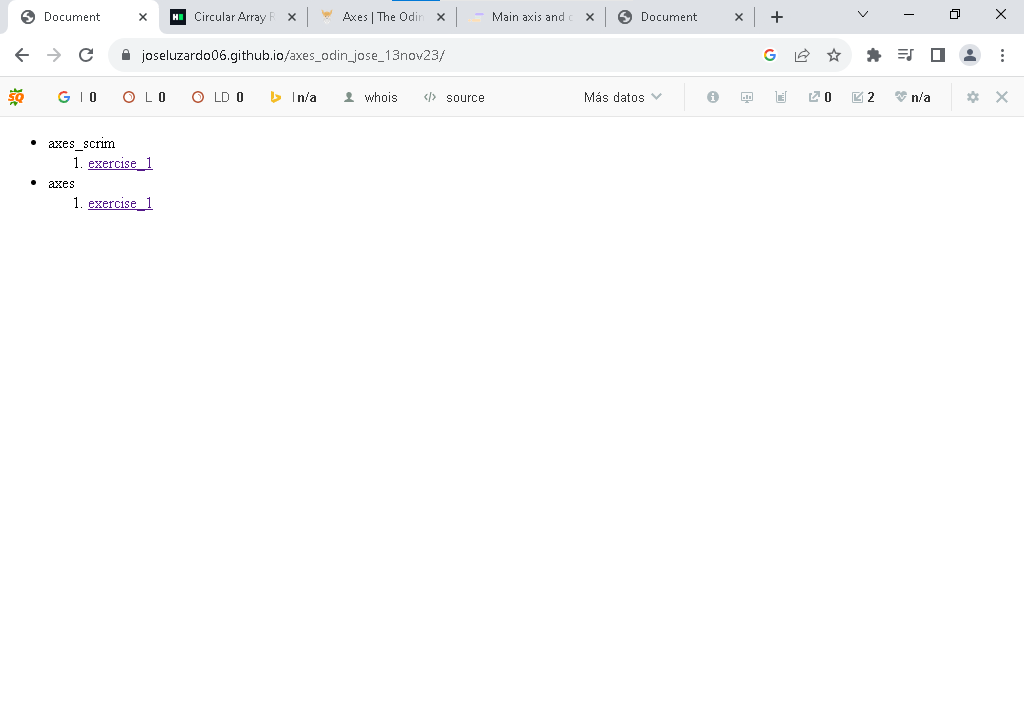 Document
Circular Array R
Axes | The Odin
Main axis and c
Document
joseluzardo06.github.io/axes_odin_jose_13nov23/
SQ
I 0
L 0
LD 0
I n/a
whois
</> source
Más datos
0
2
n/a
• axes_scrim
1. exercise_1
• axes
1. exercise_1